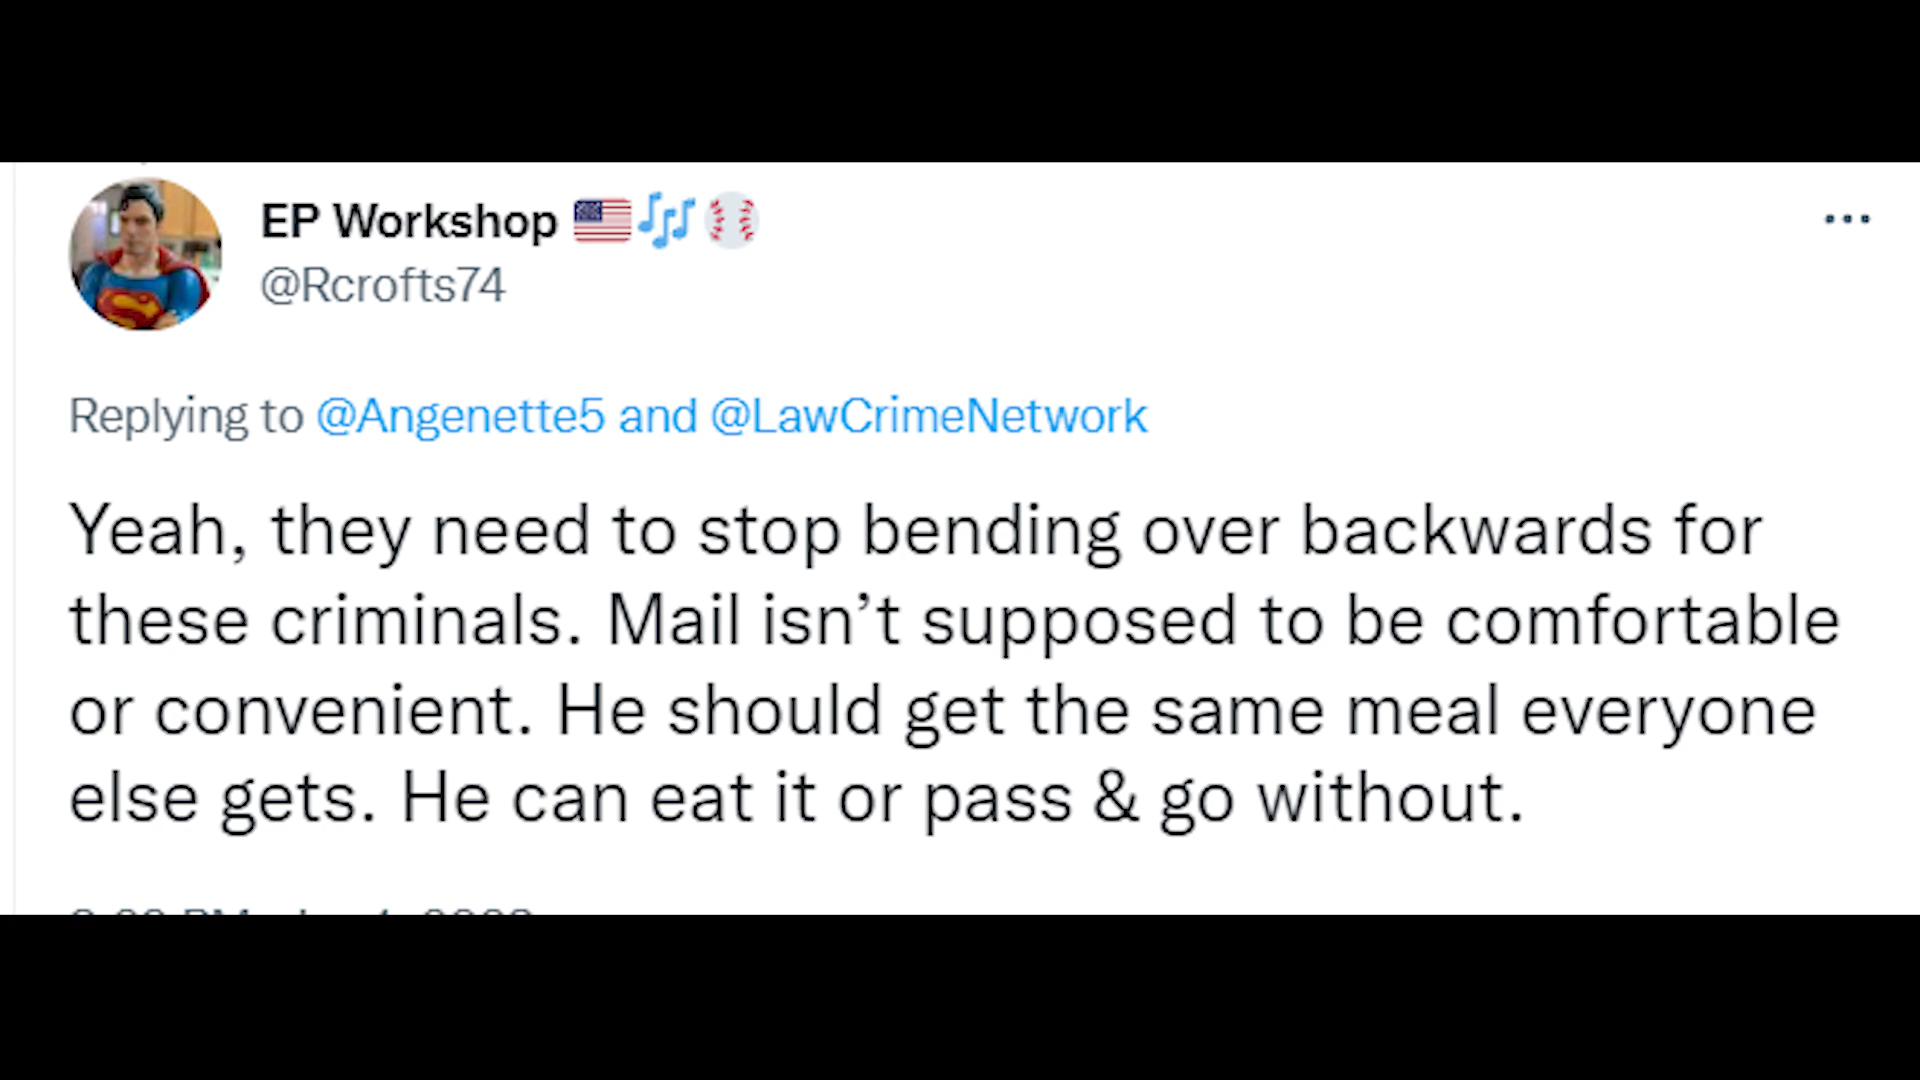 EP Workshop 🇺🇸🎶⚾
@Rcrofts74
Replying to @Angenette5 and @LawCrimeNetwork
Yeah, they need to stop bending over backwards for
these criminals. Mail isn’t supposed to be comfortable
or convenient. He should get the same meal everyone
else gets. He can eat it or pass & go without.